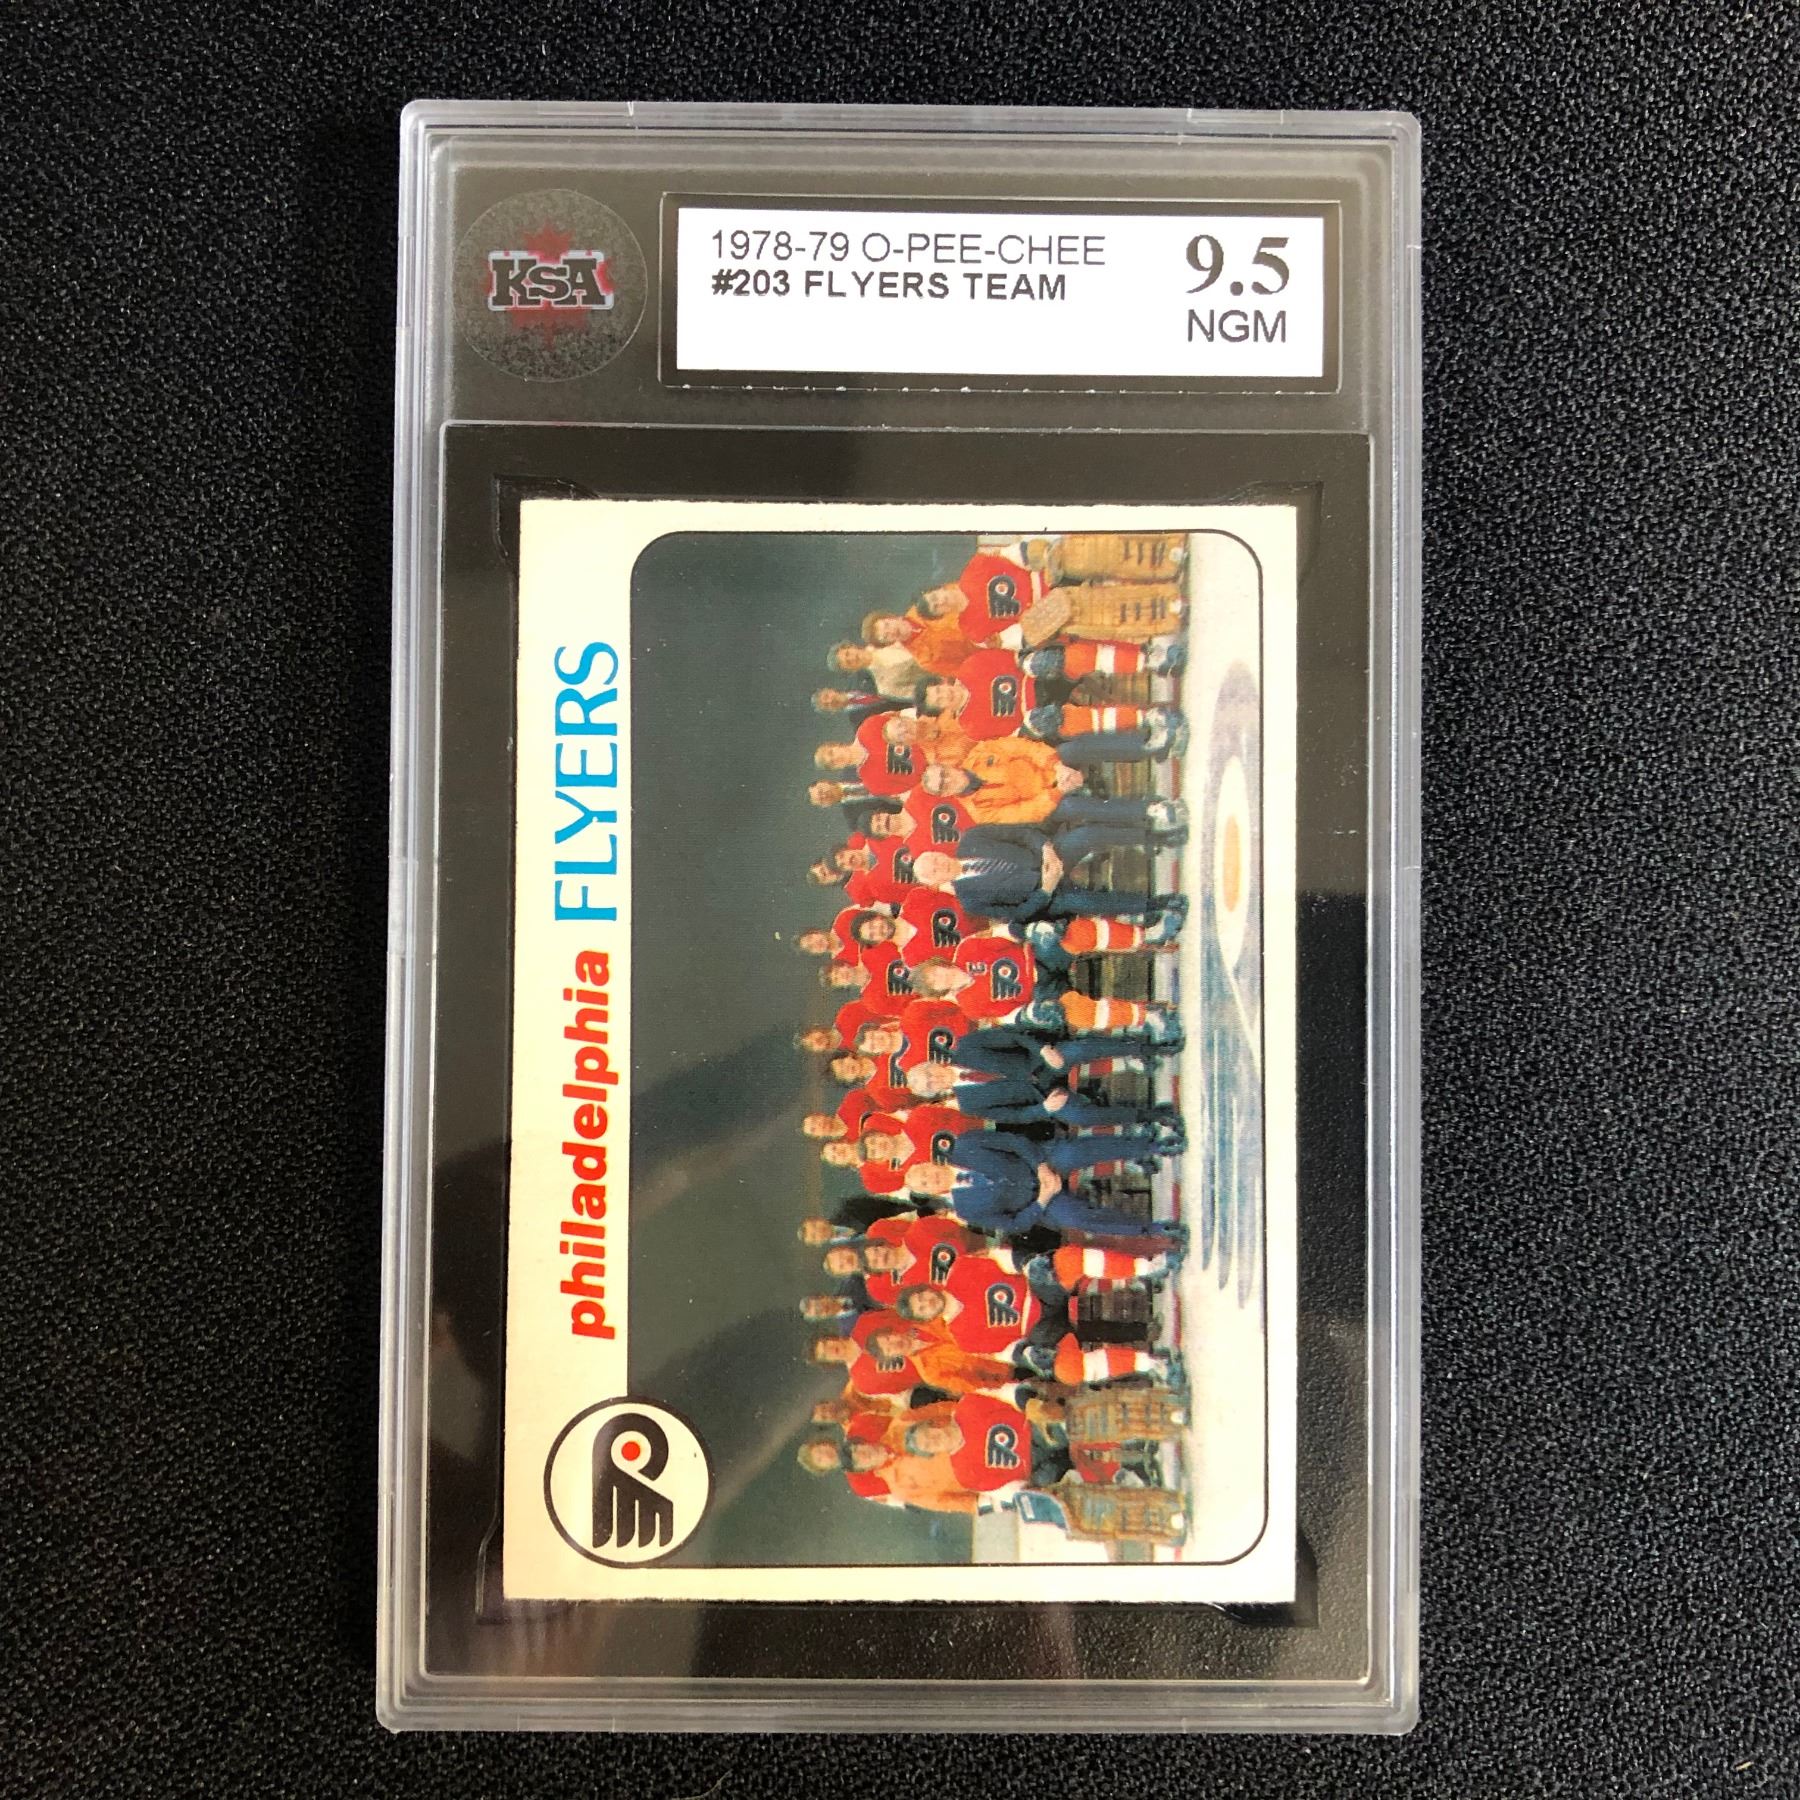 KSA
1978-79 O-PEE-CHEE
#203 FLYERS TEAM
9.5
NGM
philadelphia FLYERS